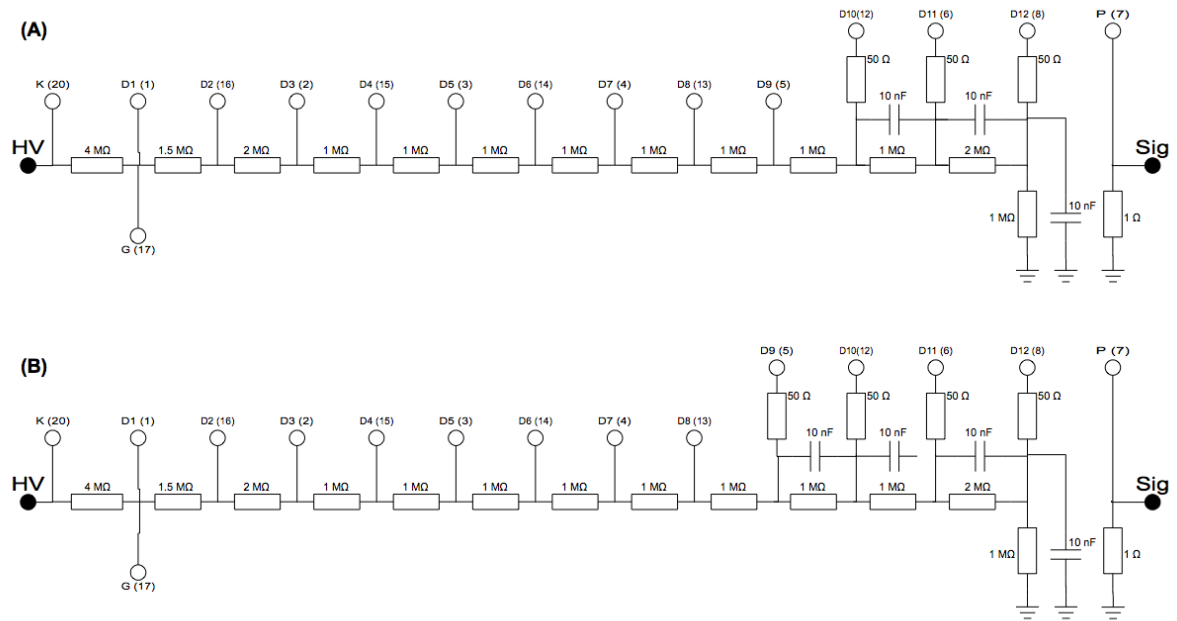 (A)
D10(12) D11 (6) D12 (8) P (7)
50 Ω 50 Ω 50 Ω
K (20) D1 (1) D2 (16) D3 (2) D4 (15) D5 (3) D6 (14) D7 (4) D8 (13) D9 (5)
10 nF 10 nF
HV 4 MΩ 1.5 MΩ 2 MΩ 1 MΩ 1 MΩ 1 MΩ 1 MΩ 1 MΩ 1 MΩ 1 MΩ 1 MΩ 2 MΩ Sig
1 MΩ 10 nF 1 Ω
G (17)
(B)
D9 (5) D10(12) D11 (6) D12 (8) P (7)
50 Ω 50 Ω 50 Ω 50 Ω
K (20) D1 (1) D2 (16) D3 (2) D4 (15) D5 (3) D6 (14) D7 (4) D8 (13)
10 nF 10 nF 10 nF
HV 4 MΩ 1.5 MΩ 2 MΩ 1 MΩ 1 MΩ 1 MΩ 1 MΩ 1 MΩ 1 MΩ 1 MΩ 1 MΩ 2 MΩ Sig
1 MΩ 10 nF 1 Ω
G (17)